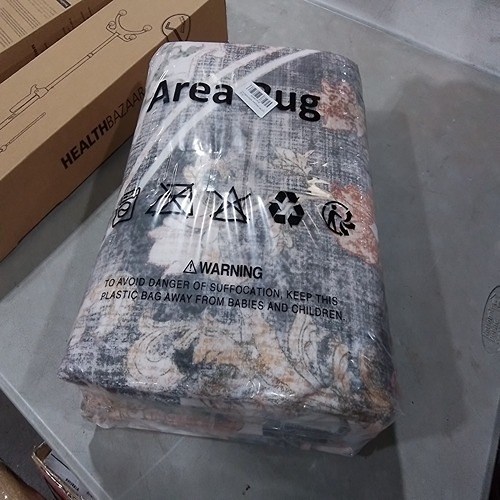 HEALTHBAZAAR
Area Rug
WARNING
TO AVOID DANGER OF SUFFOCATION, KEEP THIS
PLASTIC BAG AWAY FROM BABIES AND CHILDREN